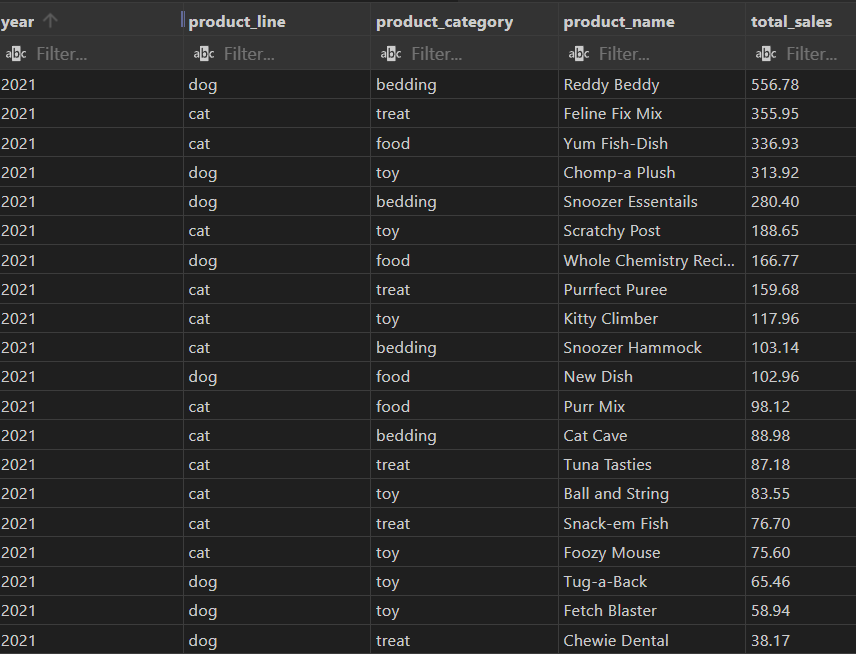 year product_line product_category product_name total_sales
abc Filter... abc Filter... abc Filter... abc Filter... abc Filter...
2021 dog bedding Reddy Beddy 556.78
2021 cat treat Feline Fix Mix 355.95
2021 cat food Yum Fish-Dish 336.93
2021 dog toy Chomp-a Plush 313.92
2021 dog bedding Snoozer Essentails 280.40
2021 cat toy Scratchy Post 188.65
2021 dog food Whole Chemistry Reci... 166.77
2021 cat treat Purrfect Puree 159.68
2021 cat toy Kitty Climber 117.96
2021 cat bedding Snoozer Hammock 103.14
2021 dog food New Dish 102.96
2021 cat food Purr Mix 98.12
2021 cat bedding Cat Cave 88.98
2021 cat treat Tuna Tasties 87.18
2021 cat toy Ball and String 83.55
2021 cat treat Snack-em Fish 76.70
2021 cat toy Foozy Mouse 75.60
2021 dog toy Tug-a-Back 65.46
2021 dog toy Fetch Blaster 58.94
2021 dog treat Chewie Dental 38.17